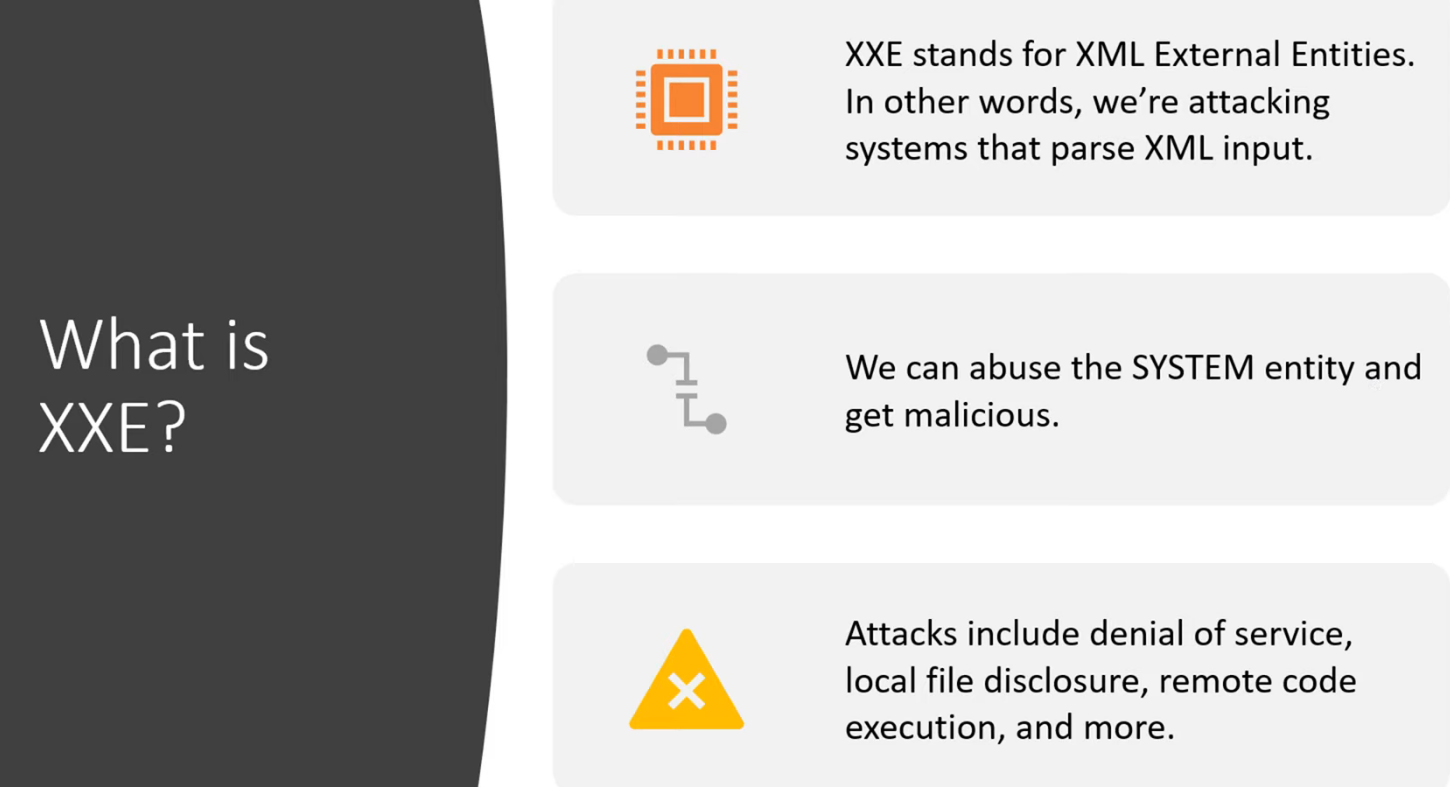 What is
XXE?
XXE stands for XML External Entities.
In other words, we’re attacking
systems that parse XML input.
We can abuse the SYSTEM entity and
get malicious.
Attacks include denial of service,
local file disclosure, remote code
execution, and more.